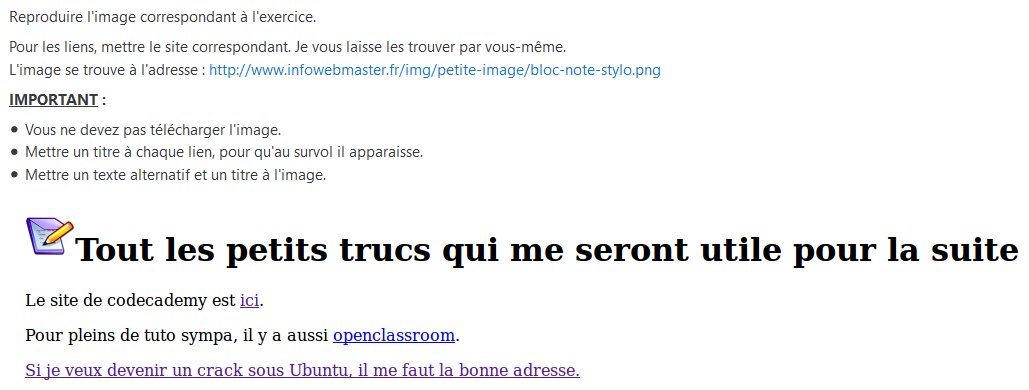 Reproduire l'image correspondant à l'exercice.
Pour les liens, mettre le site correspondant. Je vous laisse les trouver par vous-même.
L'image se trouve à l'adresse : http://www.infowebmaster.fr/img/petite-image/bloc-note-stylo.png
IMPORTANT :
• Vous ne devez pas télécharger l'image.
• Mettre un titre à chaque lien, pour qu'au survol il apparaisse.
• Mettre un texte alternatif et un titre à l'image.
Tout les petits trucs qui me seront utile pour la suite
Le site de codecademy est ici.
Pour pleins de tuto sympa, il y a aussi openclassroom.
Si je veux devenir un crack sous Ubuntu, il me faut la bonne adresse.